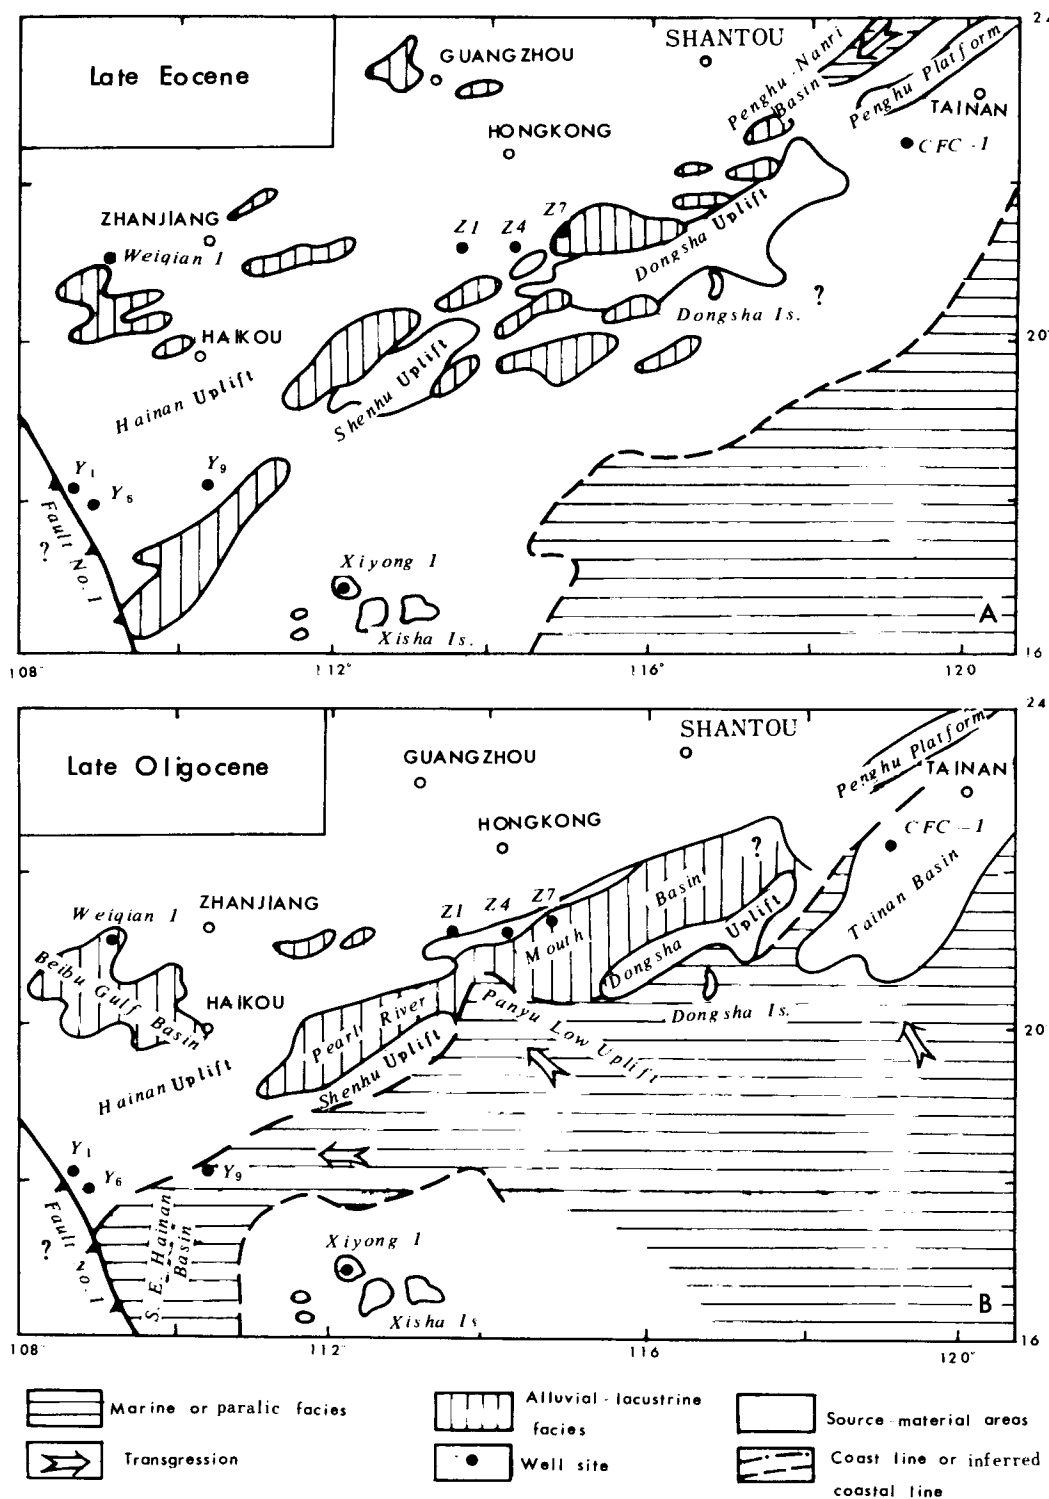 24
Late Eocene
GUANGZHOU
SHANTOU
Penghu-Nanri
Basin
Penghu Platform
TAINAN
CFC-1
HONGKONG
ZHANJIANG
Weiqian 1
Z1
Z4
Z7
Dongsha Uplift
Dongsha Is.
?
HAIKOU
20°
Hainan Uplift
Shenhu Uplift
Y1
Y6
Y9
Fault No.1
?
Xiyong 1
Xisha Is.
A
16
108°
112°
116°
120
24
Late Oligocene
GUANGZHOU
SHANTOU
Penghu Platform
TAINAN
HONGKONG
CFC-1
Tainan Basin
?
ZHANJIANG
Weiqian 1
Z1
Z4
Z7
Basin
Mouth
Dongsha Uplift
Beibu Gulf Basin
HAIKOU
Pearl River
Panyu Low Uplift
Dongsha Is.
20
Hainan Uplift
Shenhu Uplift
Y1
Y6
Y9
Fault No.1
?
S. E. Hainan
Basin
Xiyong 1
Xisha Is
B
16
108°
112°
116
120°
Marine or paralic facies
Alluvial-lacustrine
facies
Source-material areas
Transgression
Well site
Coast line or inferred
coastal line